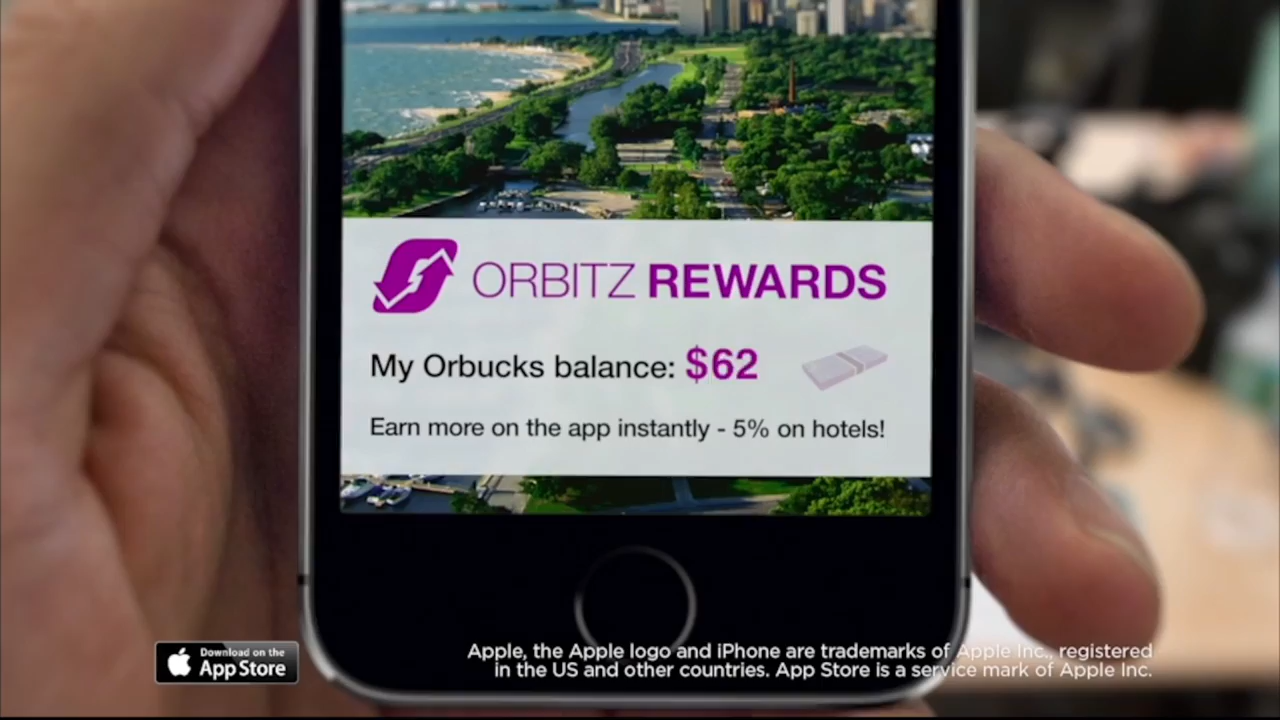 ORBITZ REWARDS
My Orbucks balance: $62
Earn more on the app instantly - 5% on hotels!
Download on the
App Store
Apple, the Apple logo and iPhone are trademarks of Apple Inc., registered
in the US and other countries. App Store is a service mark of Apple Inc.